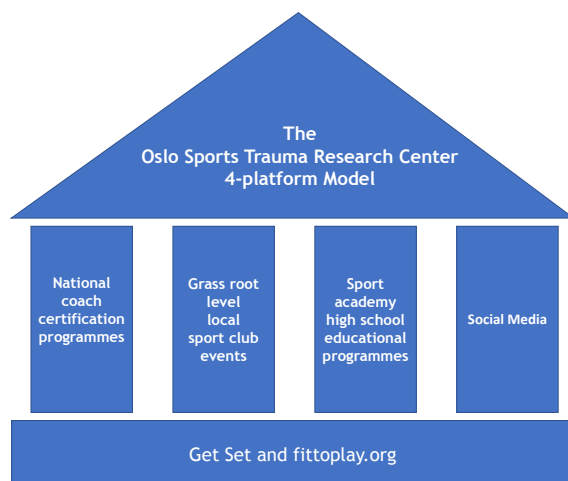 The
Oslo Sports Trauma Research Center
4-platform Model
National
coach
certification
programmes
Grass root
level
local
sport club
events
Sport
academy
high school
educational
programmes
Social Media
Get Set and fittoplay.org